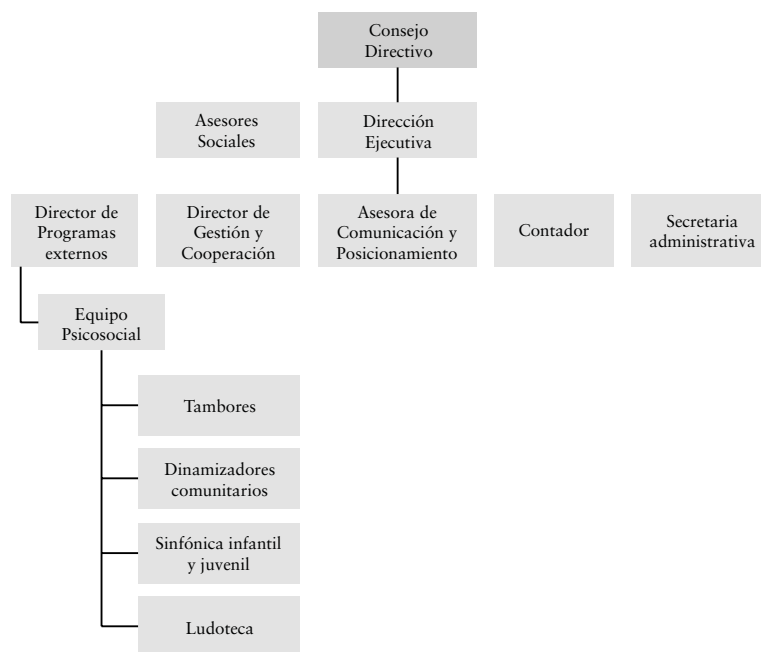 Consejo
Directivo
Asesores
Sociales
Dirección
Ejecutiva
Director de
Programas
externos
Director de
Gestión y
Cooperación
Asesora de
Comunicación y
Posicionamiento
Contador
Secretaria
administrativa
Equipo
Psicosocial
Tambores
Dinamizadores
comunitarios
Sinfónica infantil
y juvenil
Ludoteca